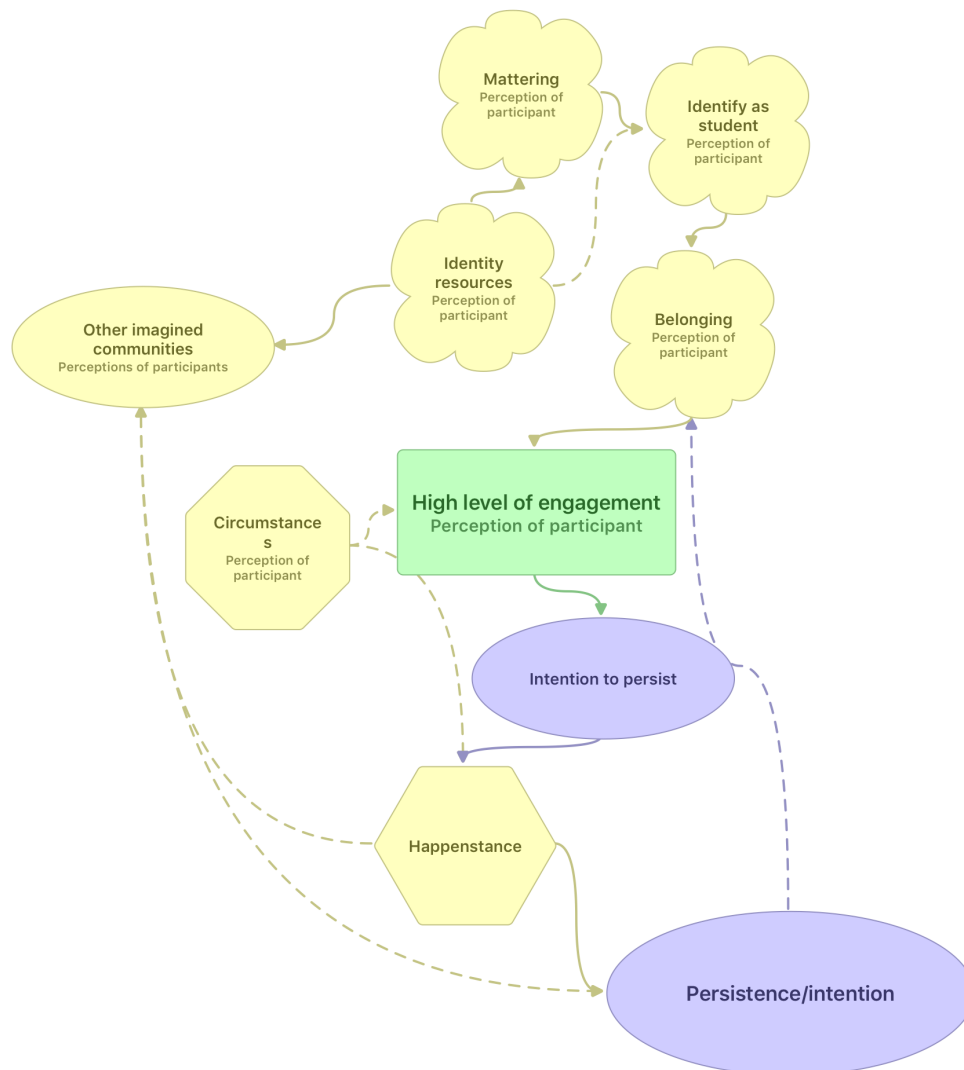 Mattering
Perception of
participant
Identify as
student
Perception of
participant
Identity
resources
Perception of
participant
Other imagined
communities
Perceptions of participants
Belonging
Perception of
participant
High level of engagement
Perception of participant
Circumstance
s
Perception of
participant
Intention to persist
Happenstance
Persistence/intention